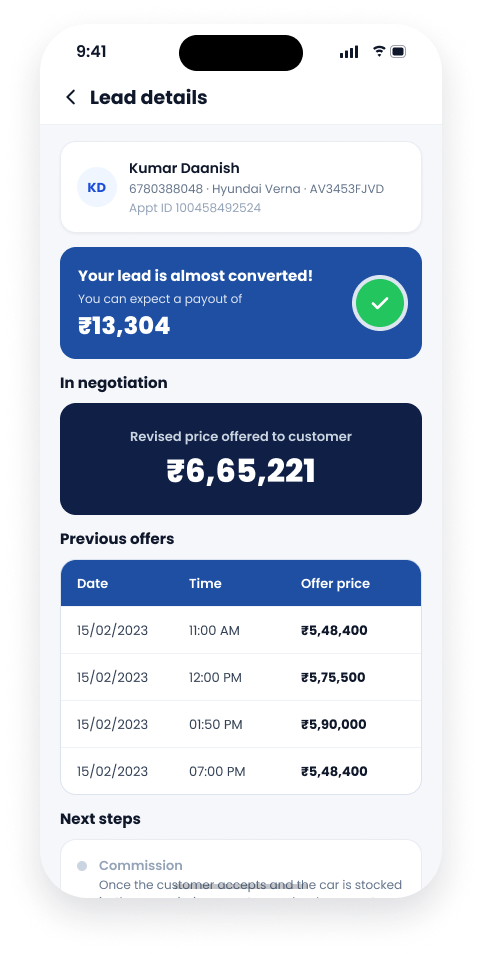 9:41
Lead details
KD
Kumar Daanish
6780388048 · Hyundai Verna · AV3453FJVD
Appt ID 100458492524
Your lead is almost converted!
You can expect a payout of
₹13,304
In negotiation
Revised price offered to customer
₹6,65,221
Previous offers
Date Time Offer price
15/02/2023 11:00 AM ₹5,48,400
15/02/2023 12:00 PM ₹5,75,500
15/02/2023 01:50 PM ₹5,90,000
15/02/2023 07:00 PM ₹5,48,400
Next steps
Commission
Once the customer accepts and the car is stocked